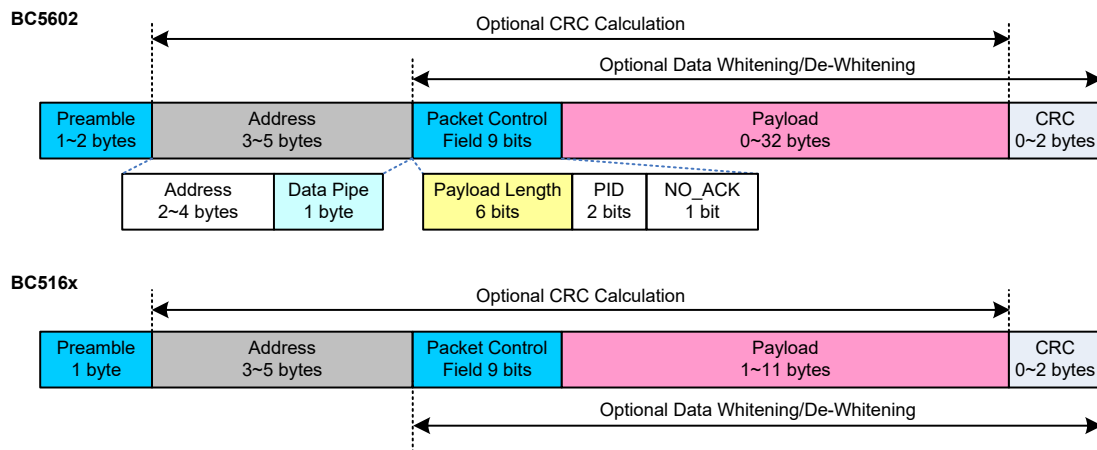 BC5602
Optional CRC Calculation
Optional Data Whitening/De-Whitening
Preamble
1~2 bytes
Address
3~5 bytes
Packet Control
Field 9 bits
Payload
0~32 bytes
CRC
0~2 bytes
Address
2~4 bytes
Data Pipe
1 byte
Payload Length
6 bits
PID
2 bits
NO_ACK
1 bit
BC516x
Optional CRC Calculation
Preamble
1 byte
Address
3~5 bytes
Packet Control
Field 9 bits
Payload
1~11 bytes
CRC
0~2 bytes
Optional Data Whitening/De-Whitening